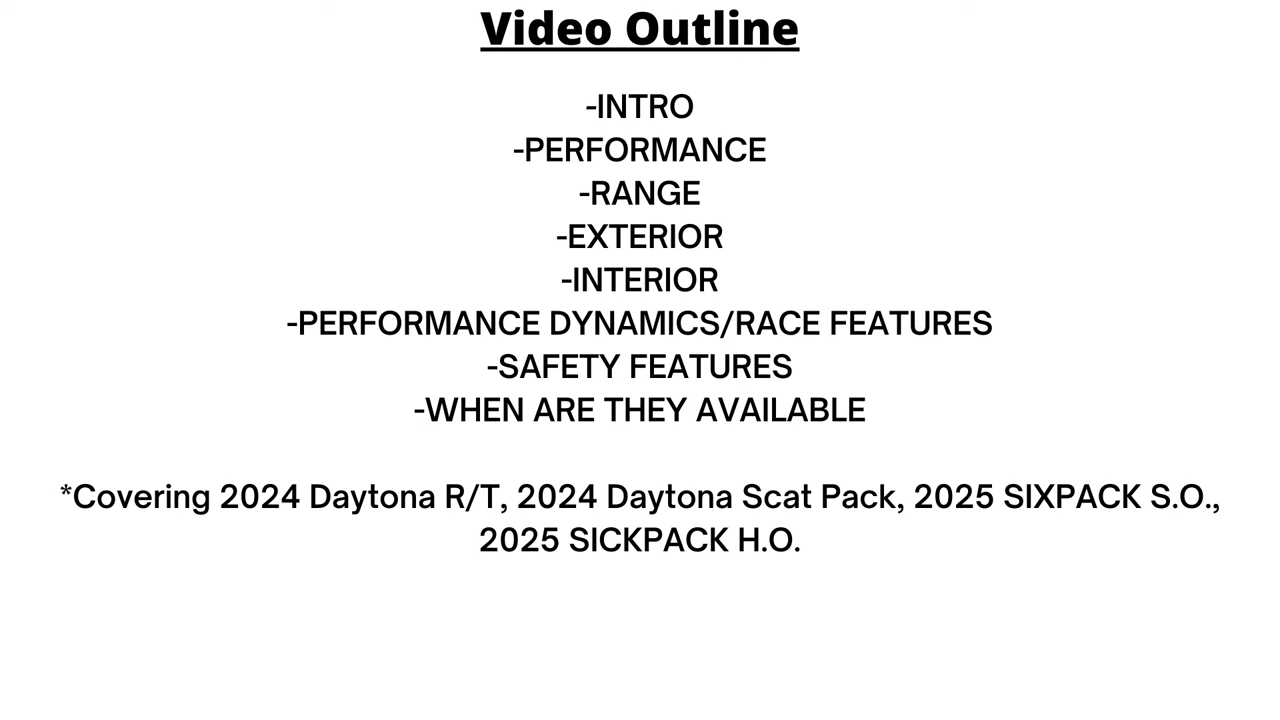 Video Outline
-INTRO
-PERFORMANCE
-RANGE
-EXTERIOR
-INTERIOR
-PERFORMANCE DYNAMICS/RACE FEATURES
-SAFETY FEATURES
-WHEN ARE THEY AVAILABLE
*Covering 2024 Daytona R/T, 2024 Daytona Scat Pack, 2025 SIXPACK S.O.,
2025 SICKPACK H.O.